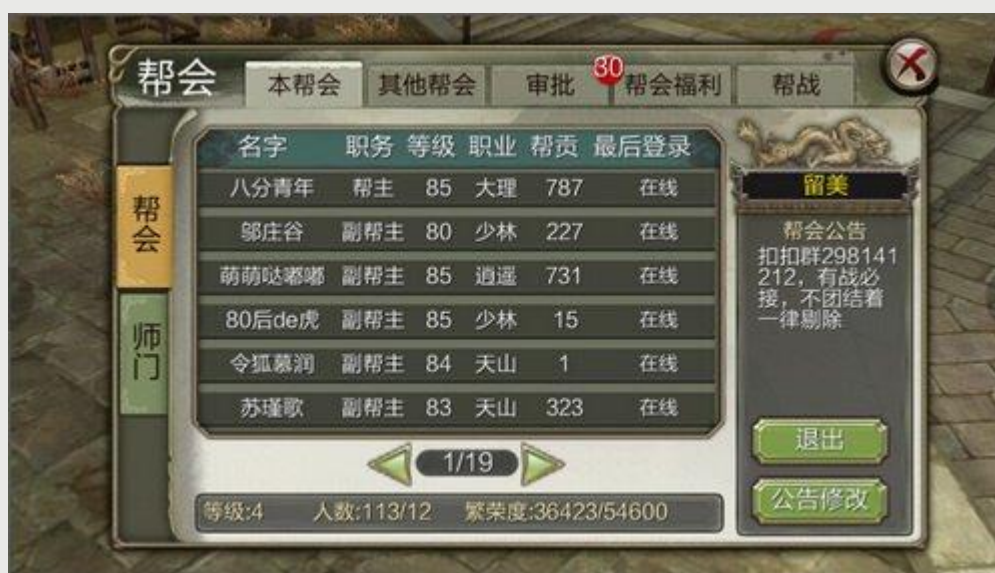 帮会
本帮会 其他帮会 审批 30 帮会福利 帮战
帮会
师门
名字 职务 等级 职业 帮贡 最后登录
八分青年 帮主 85 大理 787 在线
邬庄谷 副帮主 80 少林 227 在线
萌萌哒嘟嘟 副帮主 85 逍遥 731 在线
80后de虎 副帮主 85 少林 15 在线
令狐慕润 副帮主 84 天山 1 在线
苏瑾歌 副帮主 83 天山 323 在线
1/19
等级:4 人数:113/12 繁荣度:36423/54600
留美
帮会公告
扣扣群298141
212，有战必
接，不团结着
一律剔除
退出
公告修改